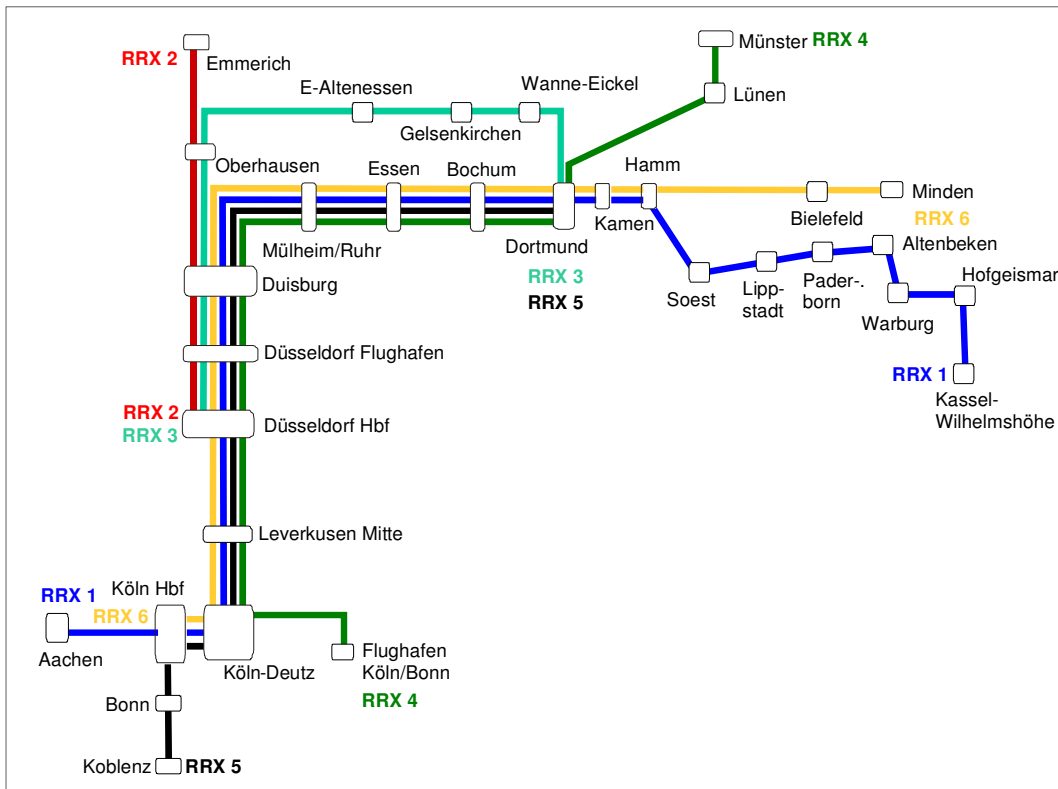 Münster RRX 4
RRX 2
Emmerich
E-Altenessen
Wanne-Eickel
Lünen
Gelsenkirchen
Oberhausen
Essen
Bochum
Hamm
Kamen
Bielefeld
Minden
RRX 6
Mülheim/Ruhr
Dortmund
RRX 3
RRX 5
Altenbeken
Duisburg
Soest
Lipp-
stadt
Pader-.
born
Hofgeismar
Warburg
Düsseldorf Flughafen
RRX 1
Kassel-
Wilhelmshöhe
RRX 2
RRX 3
Düsseldorf Hbf
Leverkusen Mitte
Köln Hbf
RRX 1
RRX 6
Aachen
Köln-Deutz
Flughafen
Köln/Bonn
RRX 4
Bonn
Koblenz RRX 5